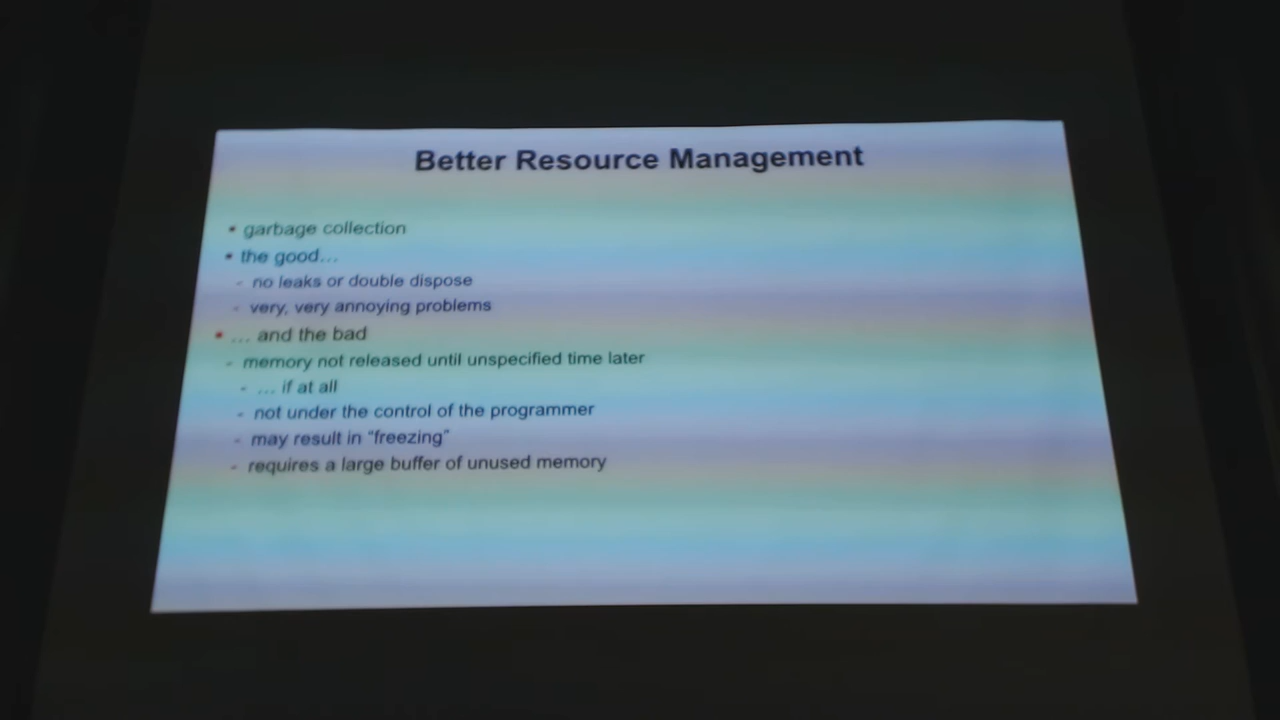 Better Resource Management
• garbage collection
• the good...
- no leaks or double dispose
- very, very annoying problems
• ... and the bad
- memory not released until unspecified time later
- ... if at all
- not under the control of the programmer
- may result in “freezing”
- requires a large buffer of unused memory